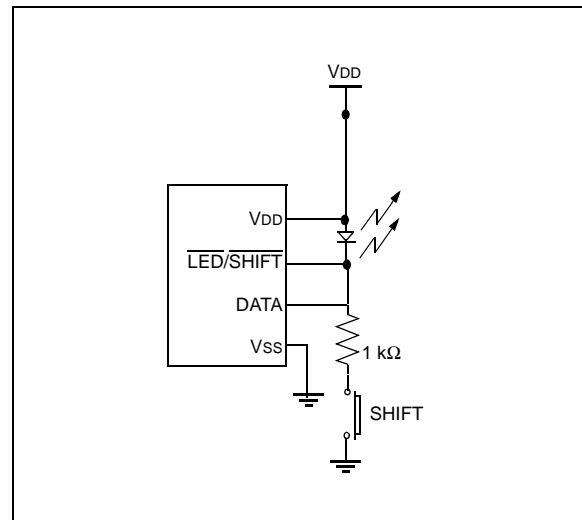 VDD
VDD
LED/SHIFT
DATA
VSS
1 kΩ
SHIFT